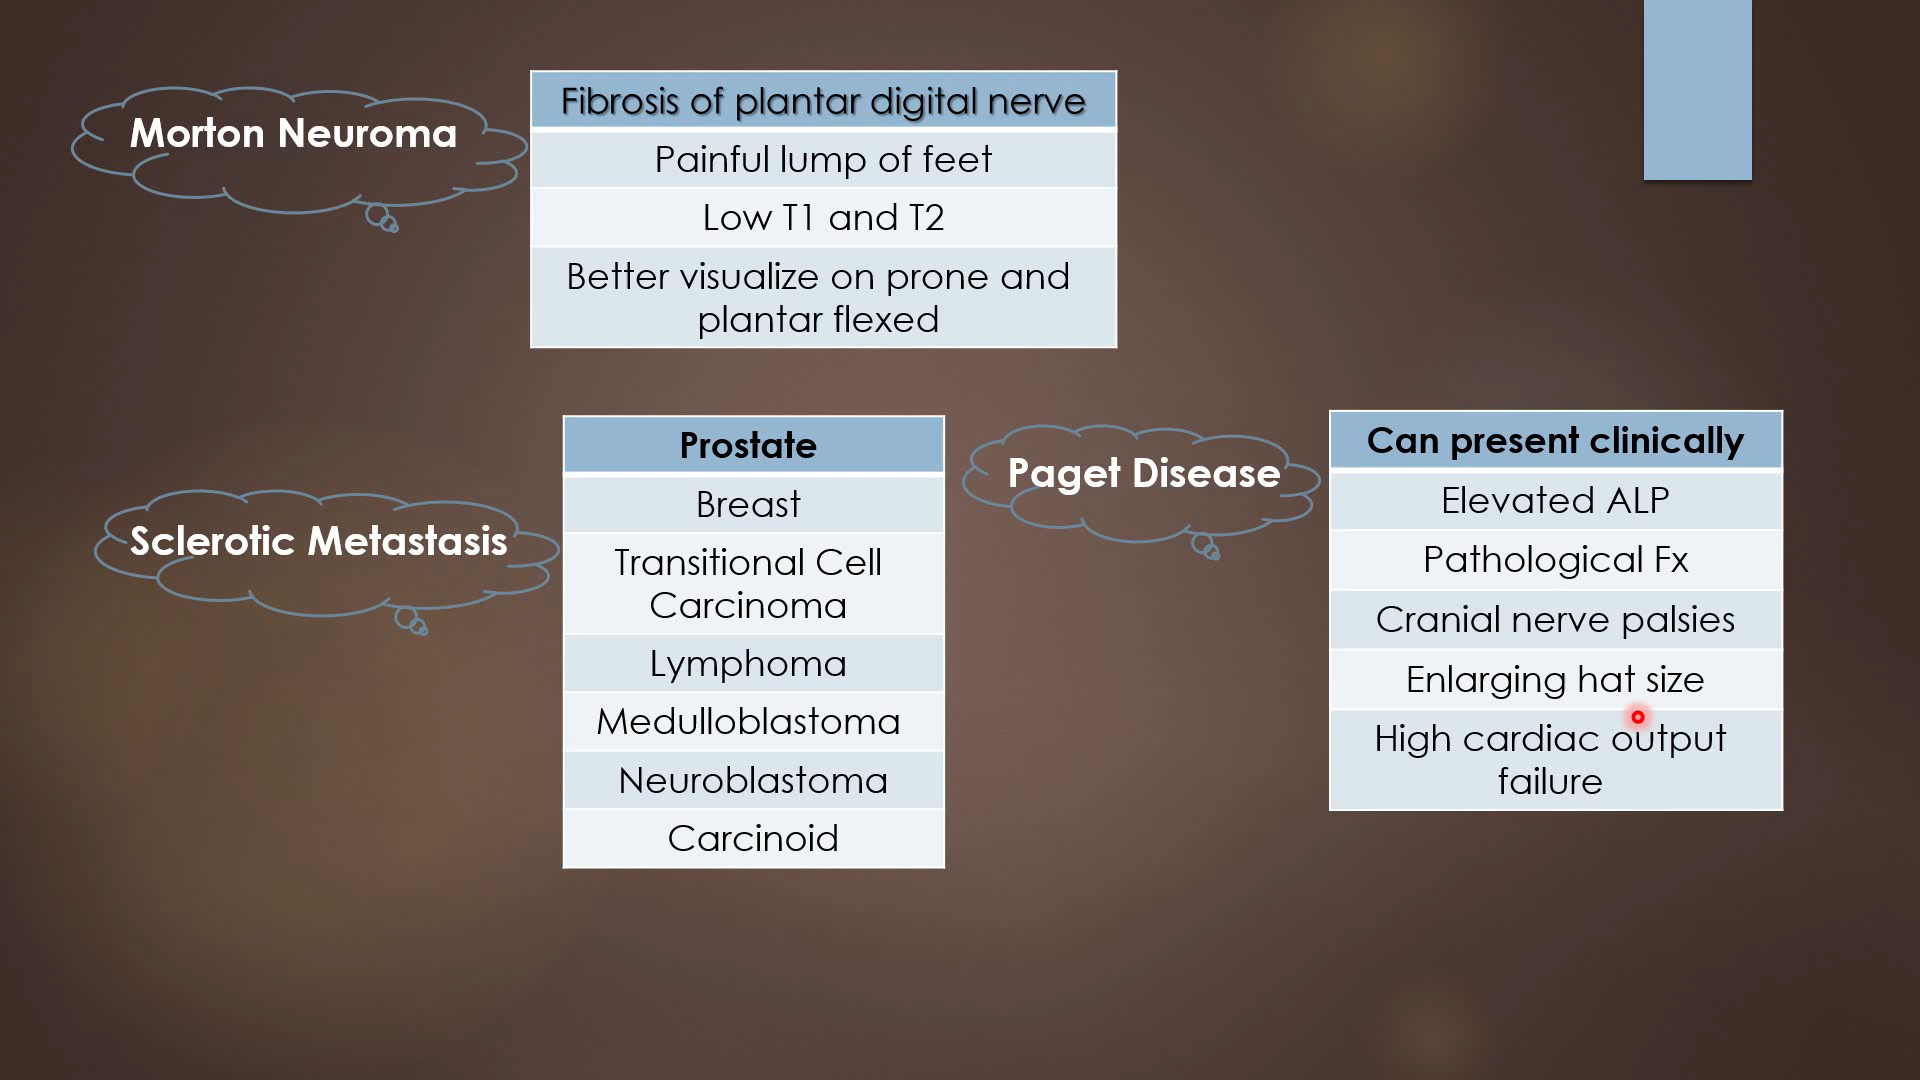 Morton Neuroma
Fibrosis of plantar digital nerve
Painful lump of feet
Low T1 and T2
Better visualize on prone and
plantar flexed
Sclerotic Metastasis
Prostate
Breast
Transitional Cell
Carcinoma
Lymphoma
Medulloblastoma
Neuroblastoma
Carcinoid
Paget Disease
Can present clinically
Elevated ALP
Pathological Fx
Cranial nerve palsies
Enlarging hat size
High cardiac output
failure